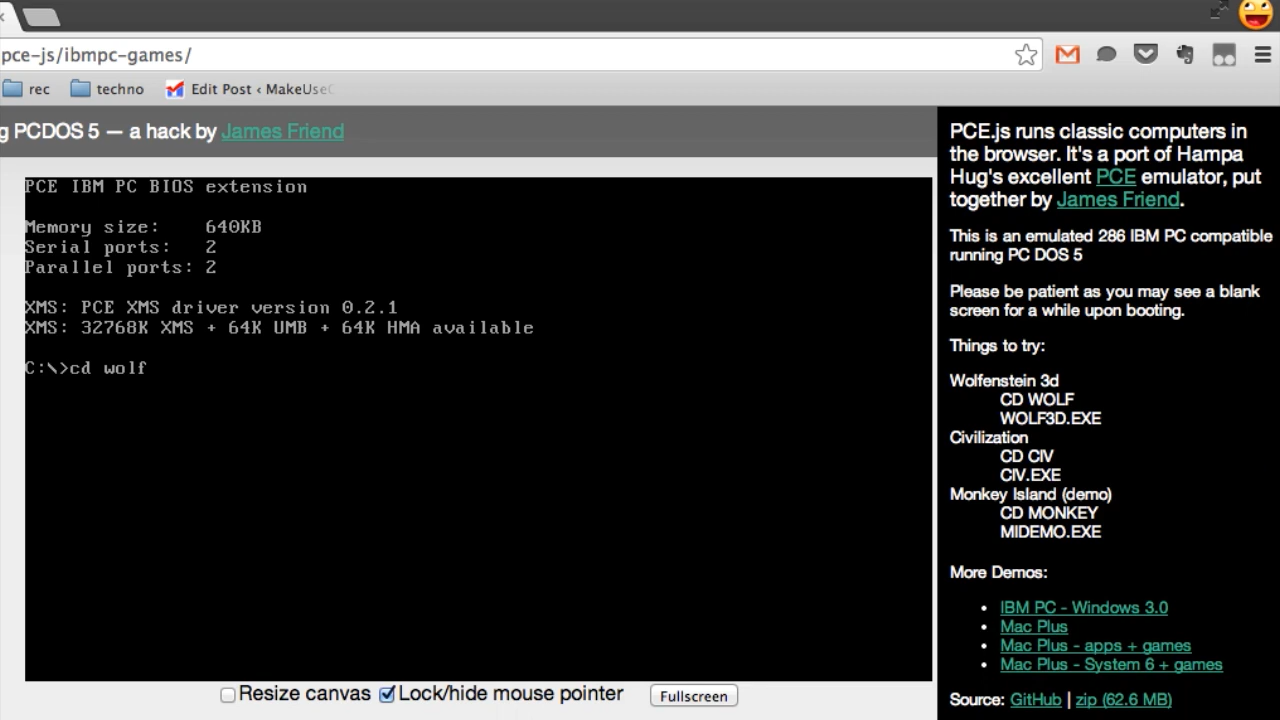 pce-js/ibmpc-games/
rec techno Edit Post ‹ MakeUse
g PCDOS 5 — a hack by James Friend
PCE IBM PC BIOS extension
Memory size: 640KB
Serial ports: 2
Parallel ports: 2
XMS: PCE XMS driver version 0.2.1
XMS: 32768K XMS + 64K UMB + 64K HMA available
C:\>cd wolf
Resize canvas Lock/hide mouse pointer Fullscreen
PCE.js runs classic computers in
the browser. It's a port of Hampa
Hug's excellent PCE emulator, put
together by James Friend.
This is an emulated 286 IBM PC compatible
running PC DOS 5
Please be patient as you may see a blank
screen for a while upon booting.
Things to try:
Wolfenstein 3d
CD WOLF
WOLF3D.EXE
Civilization
CD CIV
CIV.EXE
Monkey Island (demo)
CD MONKEY
MIDEMO.EXE
More Demos:
• IBM PC - Windows 3.0
• Mac Plus
• Mac Plus - apps + games
• Mac Plus - System 6 + games
Source: GitHub | zip (62.6 MB)